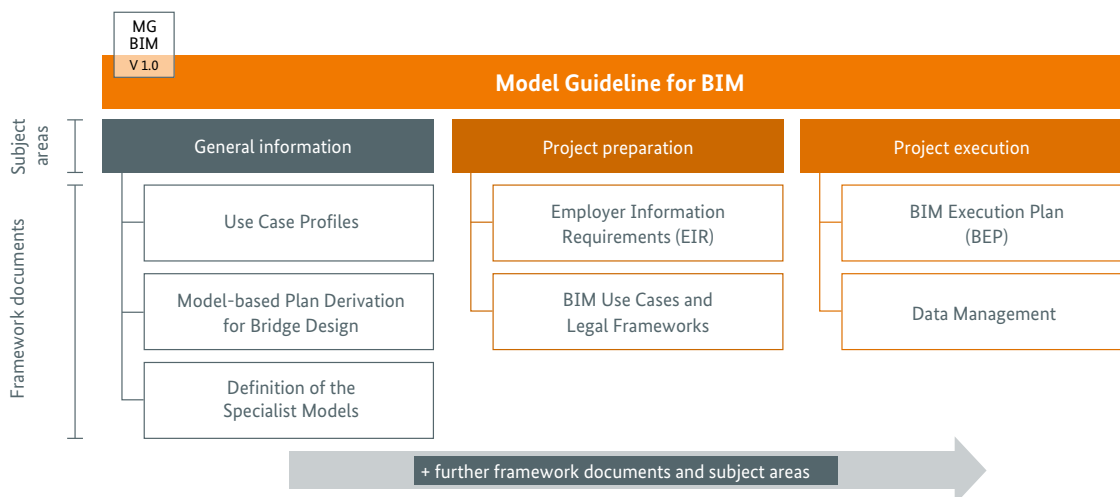 MG
BIM
V 1.0
Model Guideline for BIM
Subject
areas
General information
Project preparation
Project execution
Framework documents
Use Case Profiles
Employer Information
Requirements (EIR)
BIM Execution Plan
(BEP)
Model-based Plan Derivation
for Bridge Design
BIM Use Cases and
Legal Frameworks
Data Management
Definition of the
Specialist Models
+ further framework documents and subject areas